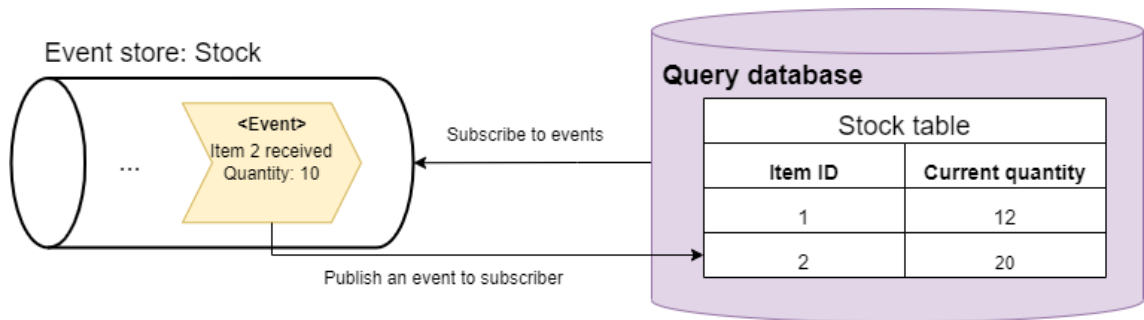 Event store: Stock
...
<Event>
Item 2 received
Quantity: 10
Subscribe to events
Publish an event to subscriber
Query database
Stock table
Item ID Current quantity
1 12
2 20